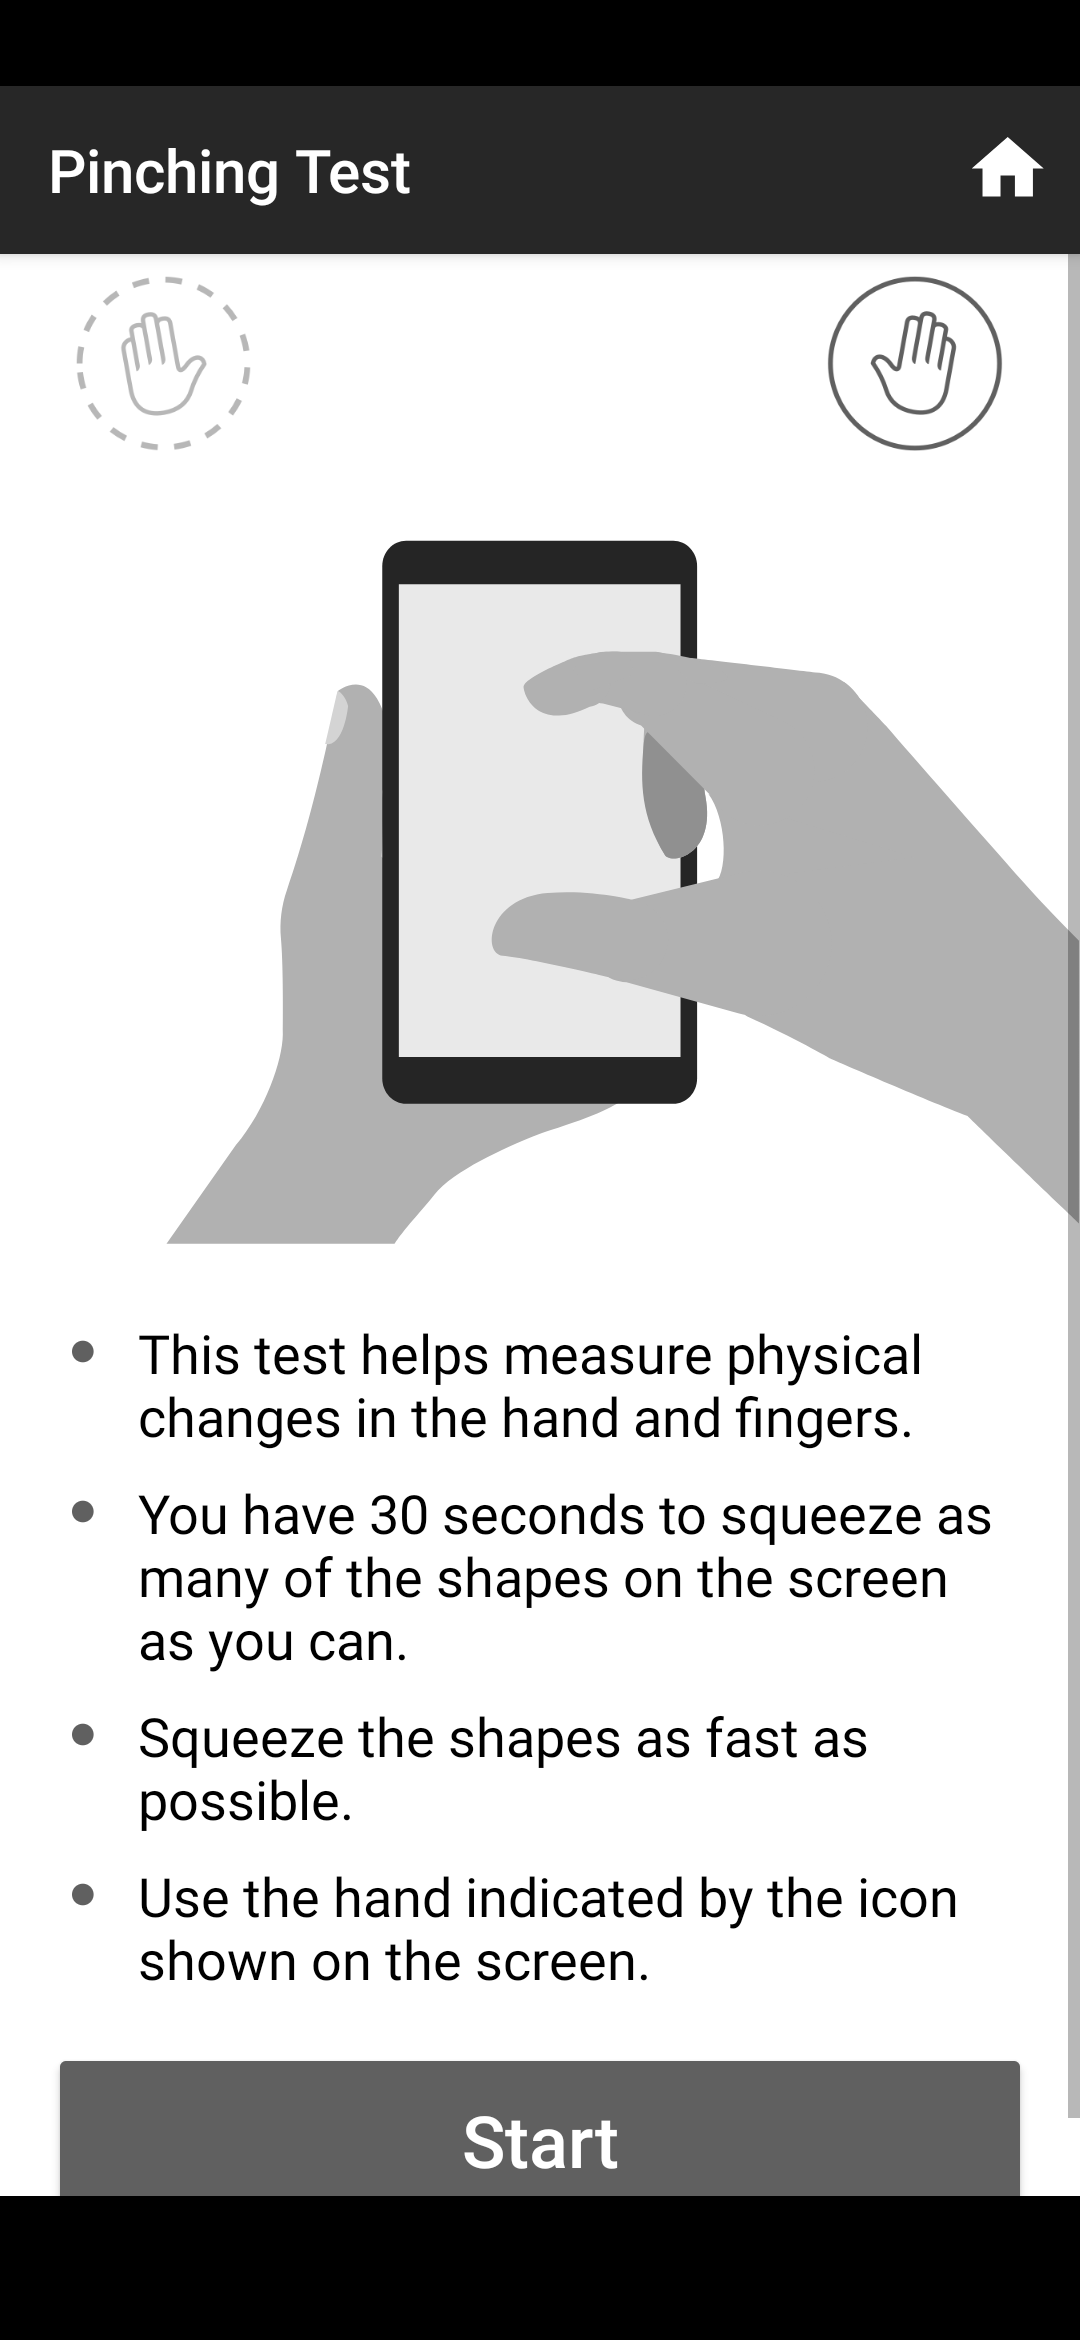 Pinching Test
This test helps measure physical
changes in the hand and fingers.
You have 30 seconds to squeeze as
many of the shapes on the screen
as you can.
Squeeze the shapes as fast as
possible.
Use the hand indicated by the icon
shown on the screen.
Start